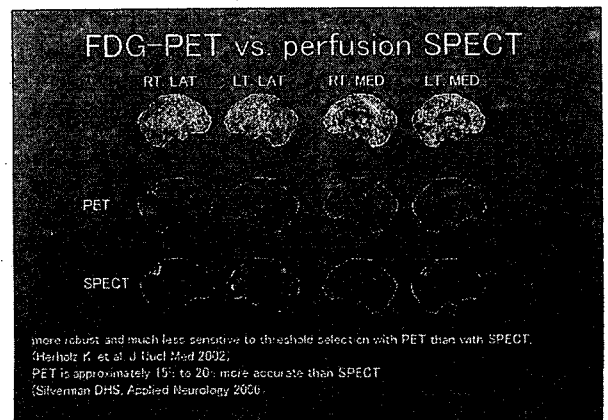 FDG-PET vs. perfusion SPECT
RT. LAT LT. LAT RT. MED LT. MED
PET
SPECT
more robust and much less sensitive to threshold selection with PET than with SPECT.
(Herholz K. et al. J Nucl Med 2002)
PET is approximately 15% to 20% more accurate than SPECT
(Silverman DHS, Applied Neurology 2006)